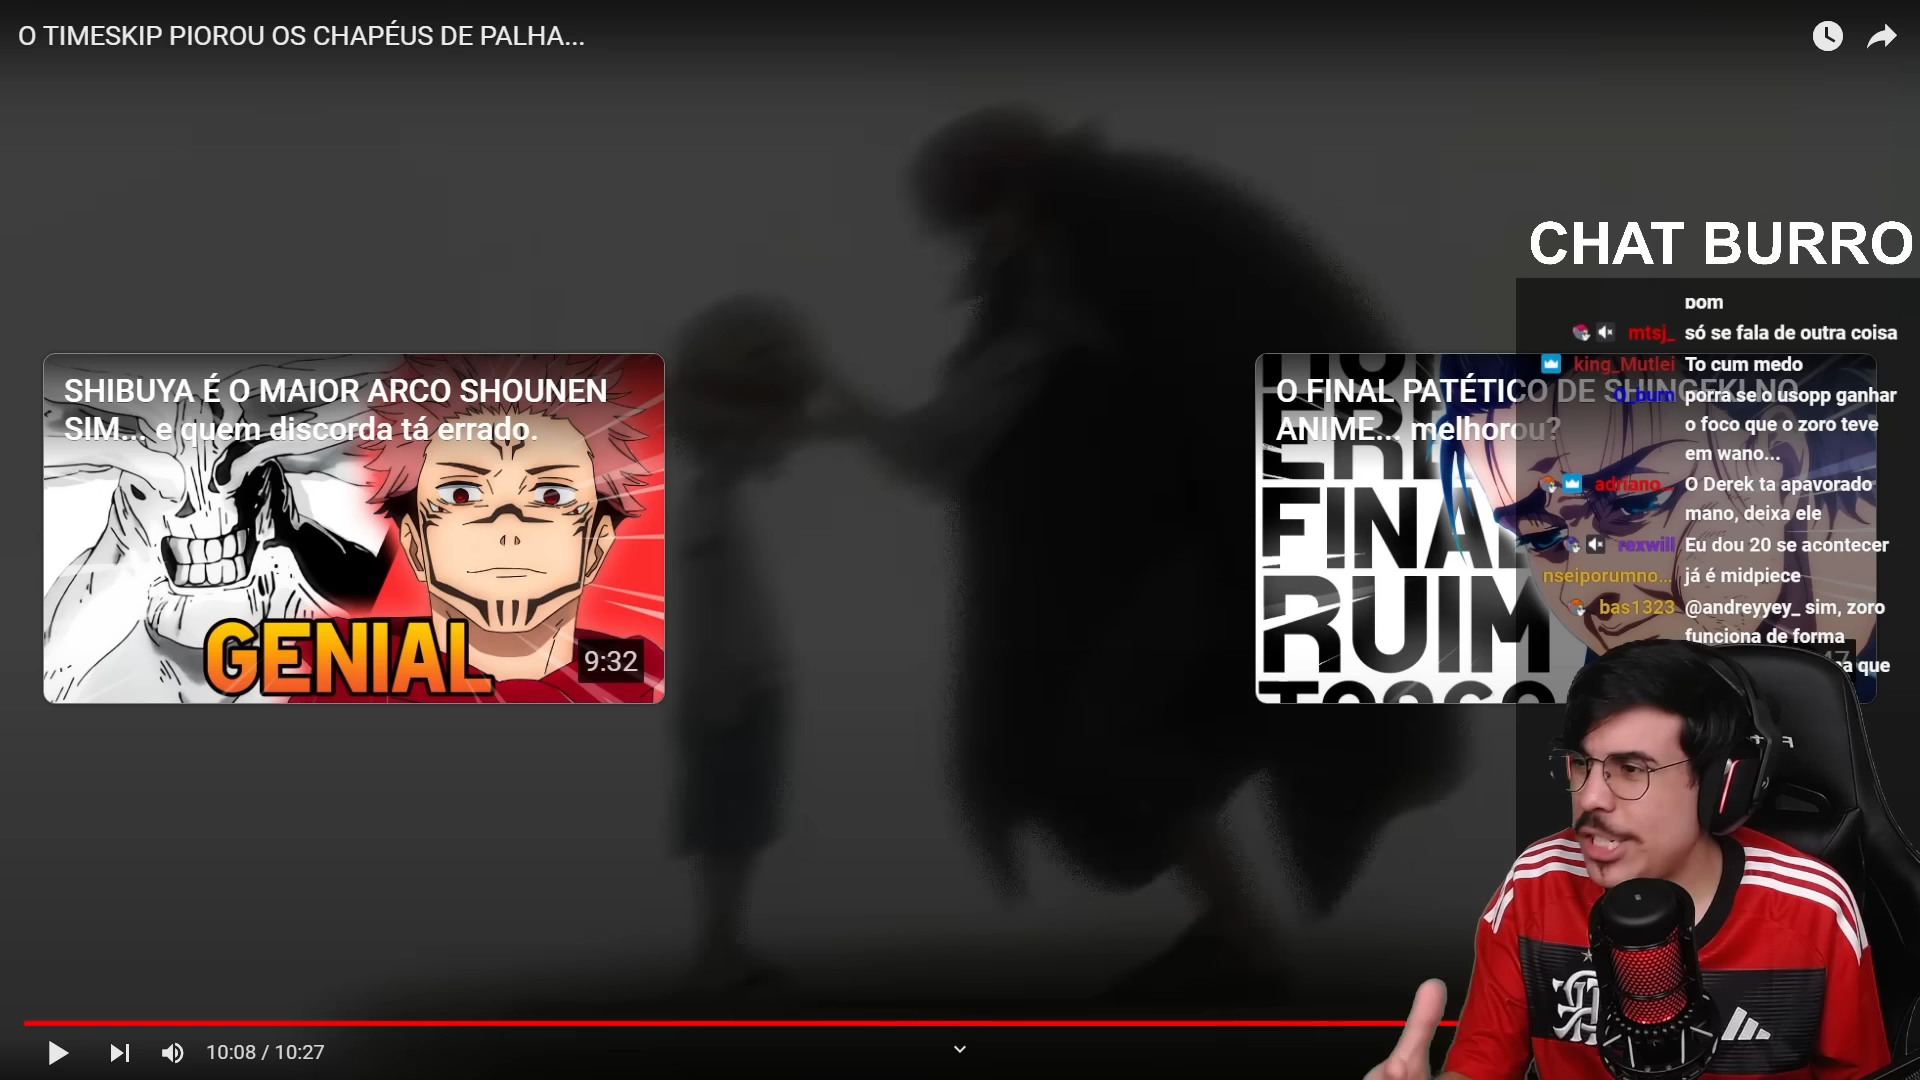 O TIMESKIP PIOROU OS CHAPÉUS DE PALHA...
CHAT BURRO
SHIBUYA É O MAIOR ARCO SHOUNEN
SIM... e quem discorda tá errado.
GENIAL
9:32
O FINAL PATÉTICO DE SHINGEKI NO
ANIME... melhorou?
FINAL
RUIM
bom
mtsj_ só se fala de outra coisa
king_Mutlei To cum medo
porra se o usopp ganhar
o foco que o zoro teve
em wano...
adriano_ O Derek ta apavorado
mano, deixa ele
rexwill Eu dou 20 se acontecer
nseiporumno... já é midpiece
bas1323 @andreyyey_ sim, zoro
funciona de forma
que
10:08 / 10:27